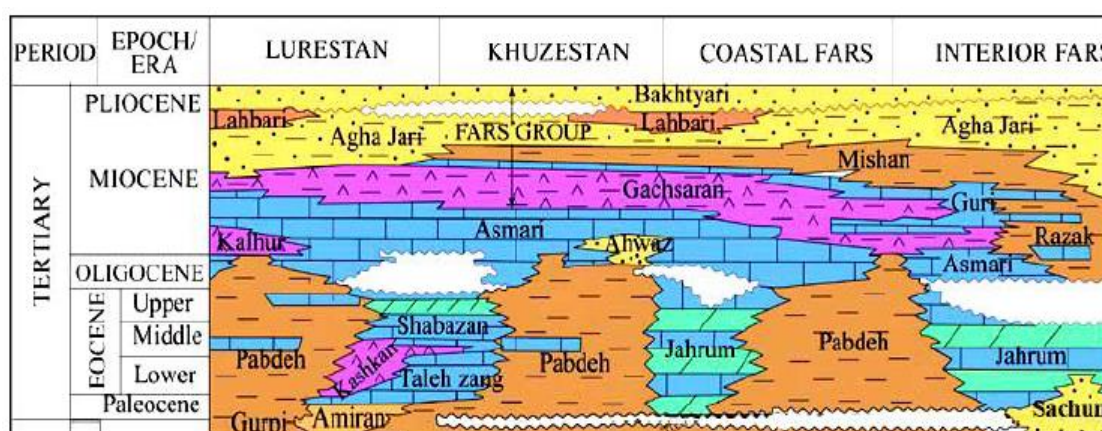 PERIOD EPOCH/ LURESTAN KHUZESTAN COASTAL FARS INTERIOR FARS
ERA
PLIOCENE Bakhtyari
Lahbari Lahbari
Agha Jari FARS GROUP Agha Jari
Mishan
MIOCENE Gachsaran Guri
TERTIARY
Asmari
Kalhur Ahwaz Razak
OLIGOCENE Asmari
EOCENE
Upper
Shabazan
Middle
Pabdeh Kashkan Pabdeh Jahrum Pabdeh Jahrum
Lower Taleh zang
Paleocene Sachun
Gurpi Amiran